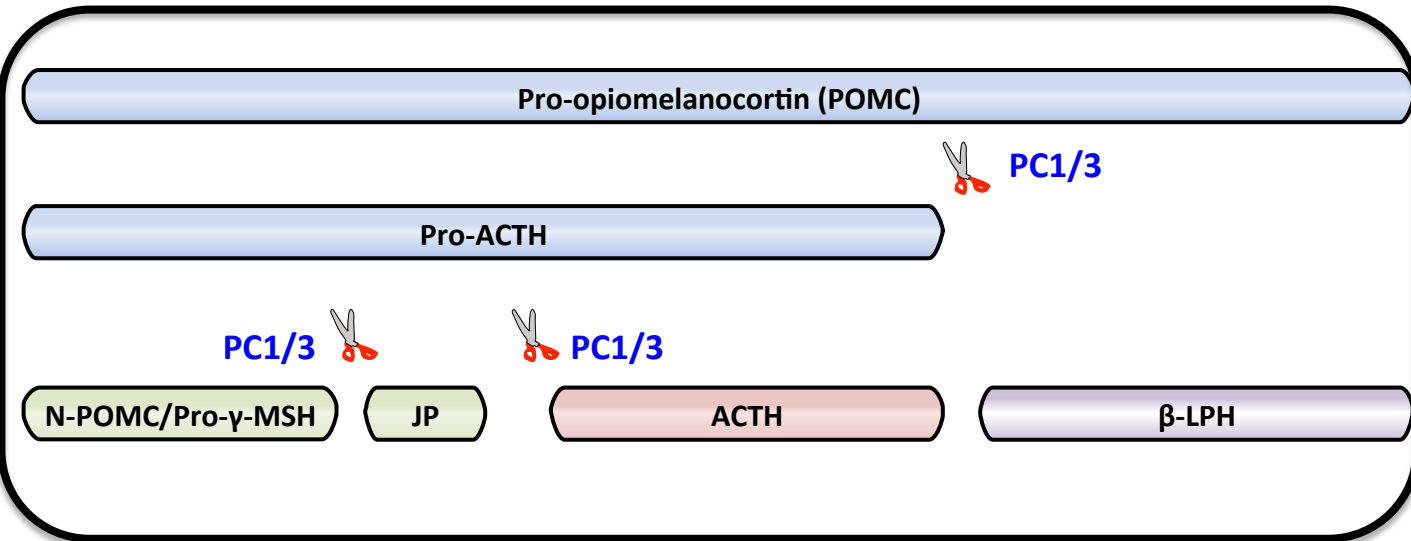 Pro-opiomelanocortin (POMC)
PC1/3
Pro-ACTH
PC1/3
PC1/3
N-POMC/Pro-γ-MSH
JP
ACTH
β-LPH